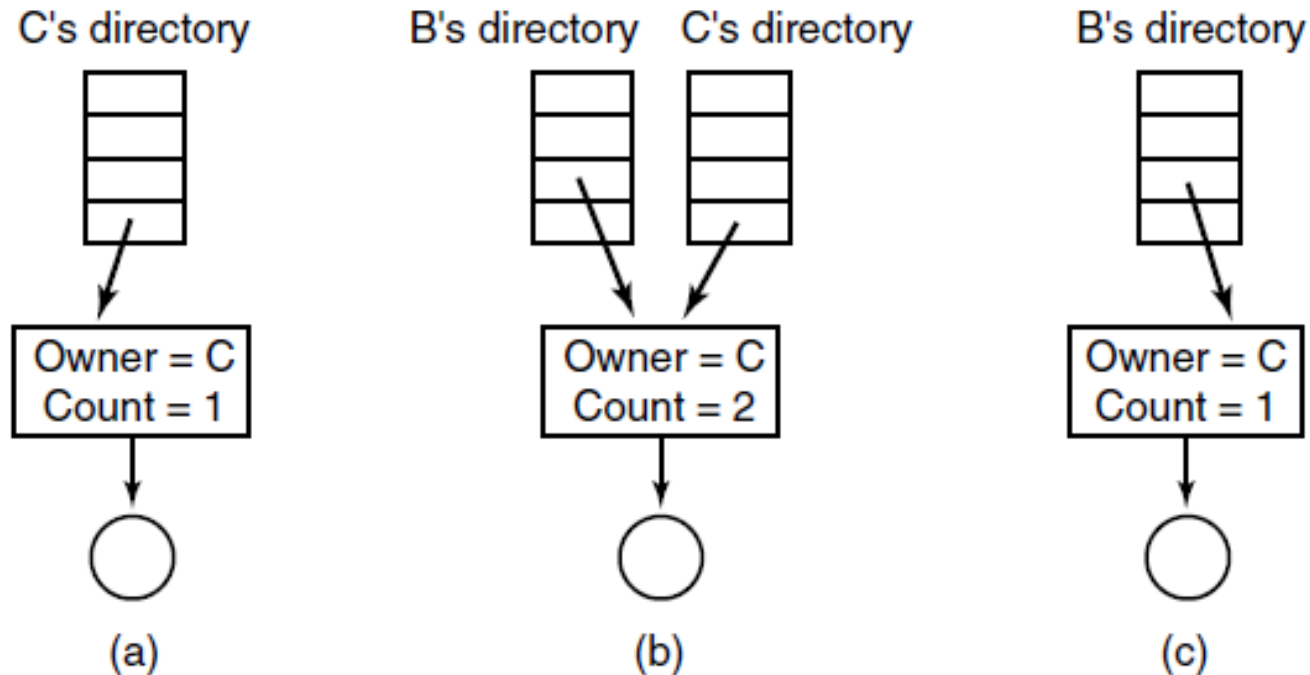 C's directory
B's directory
C's directory
B's directory
Owner = C
Count = 1
Owner = C
Count = 2
Owner = C
Count = 1
(a)
(b)
(c)